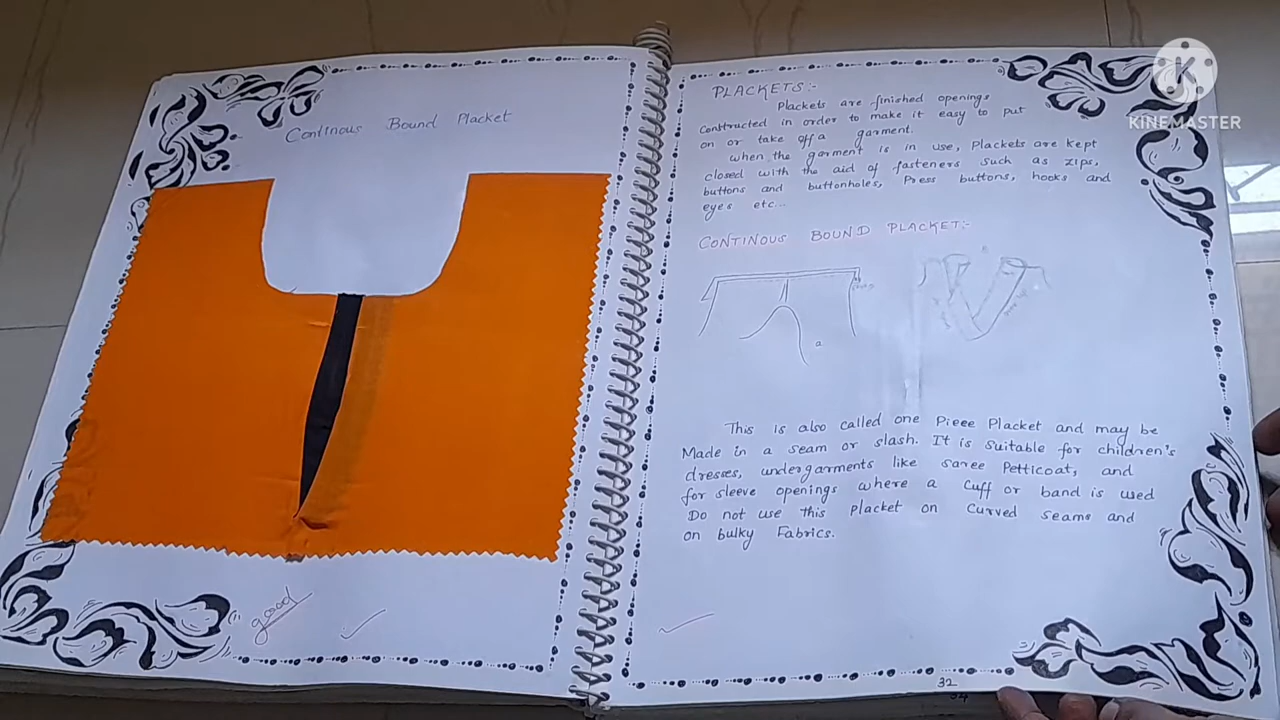 Continous Bound Placket
good
PLACKETS:-
Plackets are finished openings
constructed in order to make it easy to put
on or take off a garment.
when the garment is in use, Plackets are kept
closed with the aid of fasteners such as zips,
buttons and buttonholes, Press buttons, hooks and
eyes etc...
CONTINOUS BOUND PLACKET:-
a
This is also called one Pieee Placket and may be
Made in a seam or slash. It is suitable for children's
dresses, undergarments like saree Petticoat, and
for sleeve openings where a cuff or band is used
Do not use this placket on curved seams and
on bulky Fabrics.
32
34
KINEMASTER